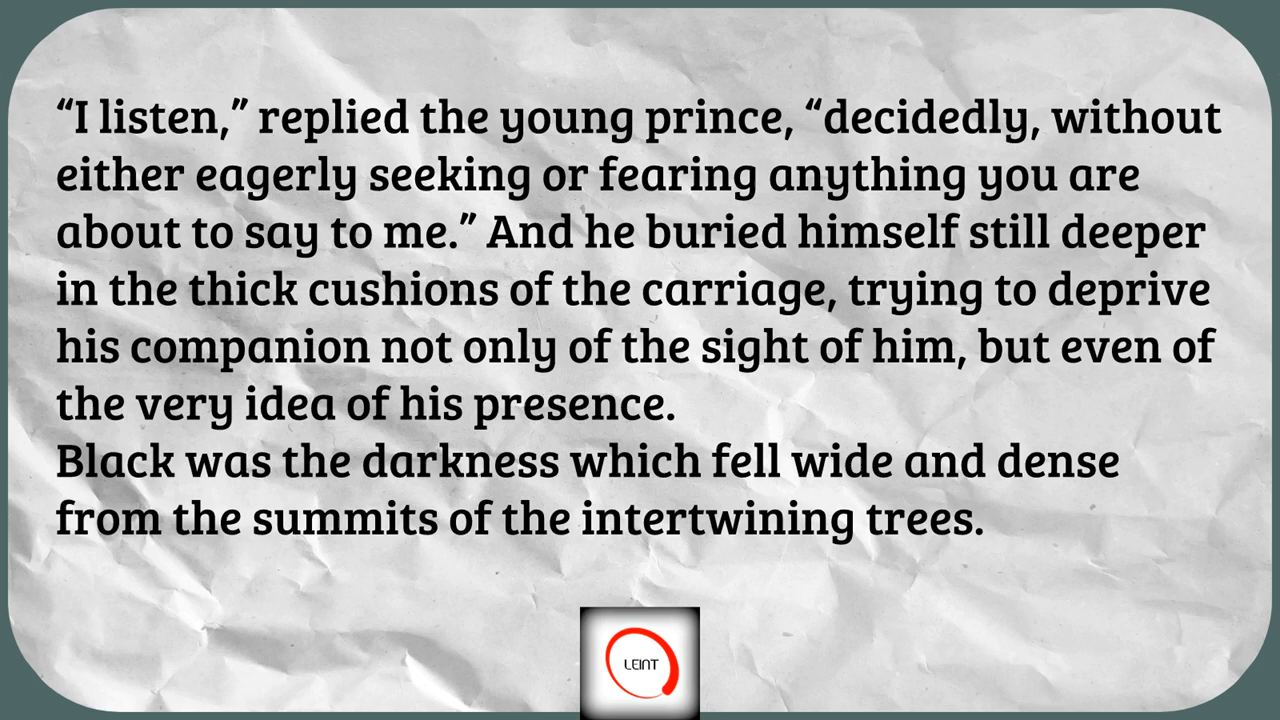 “I listen,” replied the young prince, “decidedly, without
either eagerly seeking or fearing anything you are
about to say to me.” And he buried himself still deeper
in the thick cushions of the carriage, trying to deprive
his companion not only of the sight of him, but even of
the very idea of his presence.
Black was the darkness which fell wide and dense
from the summits of the intertwining trees.
LEINT